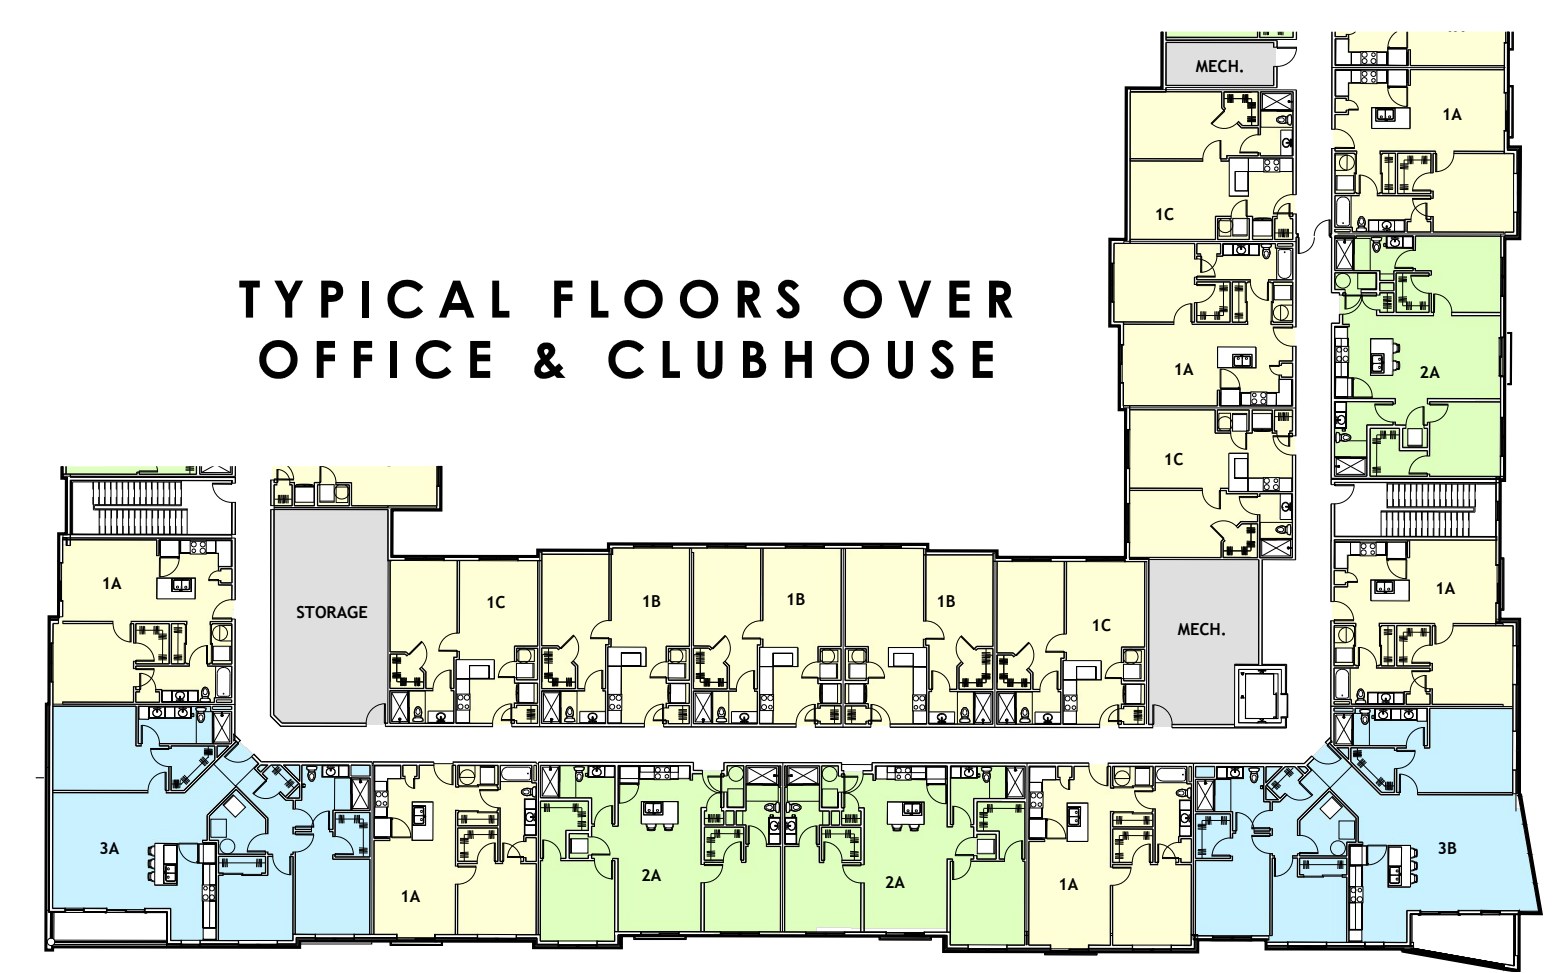 MECH.
1A
1C
TYPICAL FLOORS OVER
OFFICE & CLUBHOUSE
1A
2A
1C
1A
1C
1B
1B
1B
1C
1A
STORAGE
MECH.
3A
1A
2A
2A
1A
3B